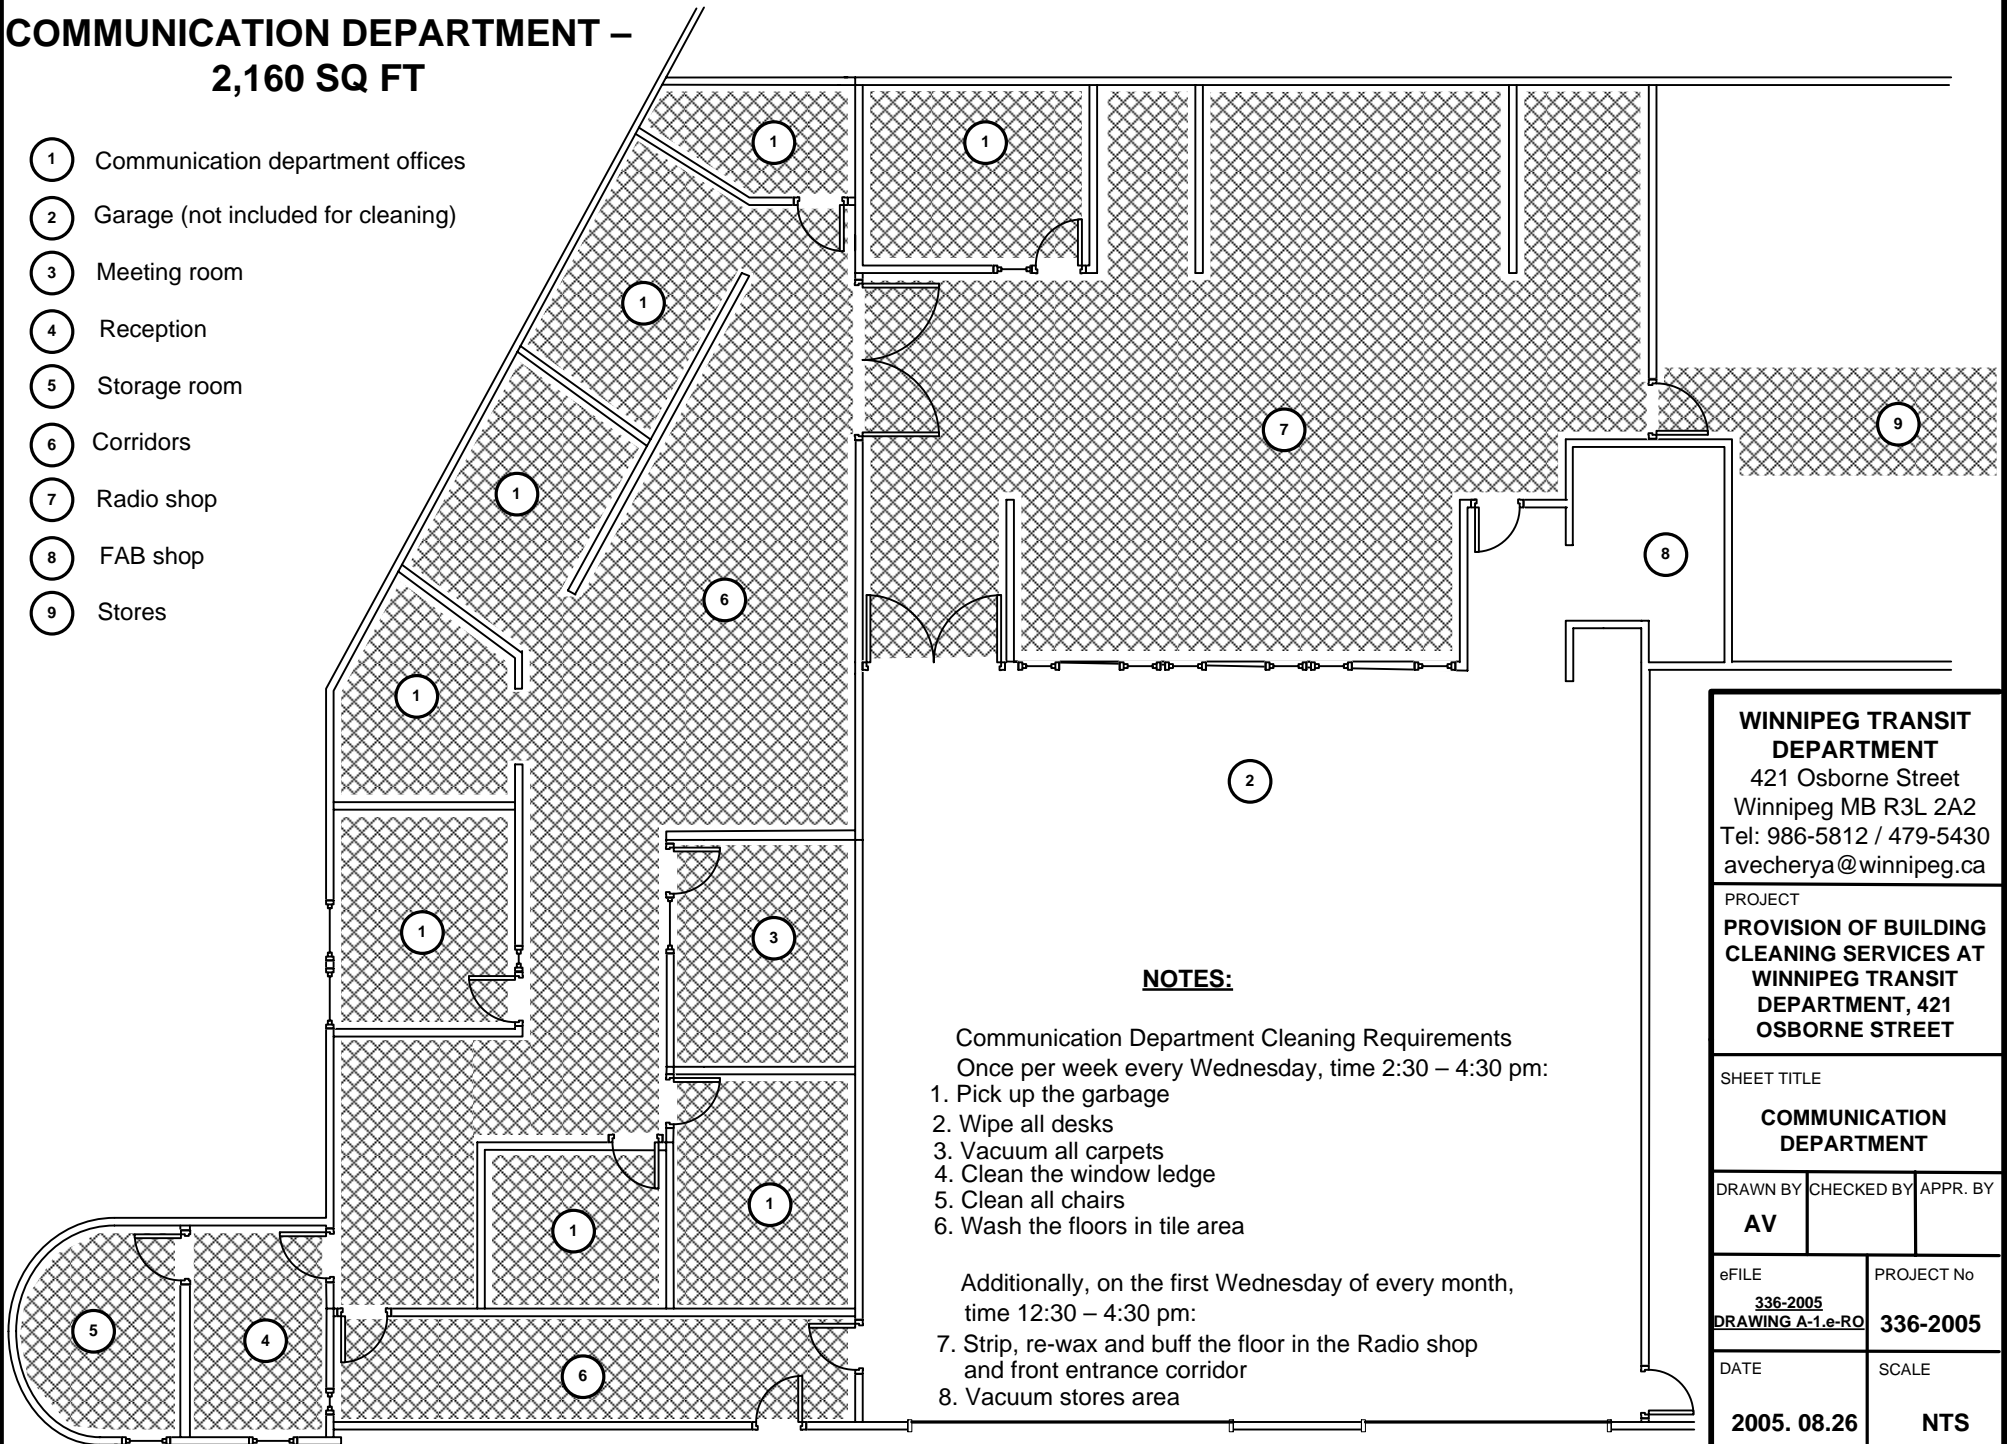 COMMUNICATION DEPARTMENT –
2,160 SQ FT
1 Communication department offices
2 Garage (not included for cleaning)
3 Meeting room
4 Reception
5 Storage room
6 Corridors
7 Radio shop
8 FAB shop
9 Stores
1
1
1
1
1
1
1
1
6
7
9
8
2
3
5
4
6
NOTES:
Communication Department Cleaning Requirements
Once per week every Wednesday, time 2:30 – 4:30 pm:
1. Pick up the garbage
2. Wipe all desks
3. Vacuum all carpets
4. Clean the window ledge
5. Clean all chairs
6. Wash the floors in tile area
Additionally, on the first Wednesday of every month,
time 12:30 – 4:30 pm:
7. Strip, re-wax and buff the floor in the Radio shop
and front entrance corridor
8. Vacuum stores area
WINNIPEG TRANSIT
DEPARTMENT
421 Osborne Street
Winnipeg MB R3L 2A2
Tel: 986-5812 / 479-5430
avecherya@winnipeg.ca
PROJECT
PROVISION OF BUILDING
CLEANING SERVICES AT
WINNIPEG TRANSIT
DEPARTMENT, 421
OSBORNE STREET
SHEET TITLE
COMMUNICATION
DEPARTMENT
DRAWN BY CHECKED BY APPR. BY
AV
eFILE
336-2005
DRAWING A-1.e-RO
PROJECT No
336-2005
DATE
2005. 08.26
SCALE
NTS